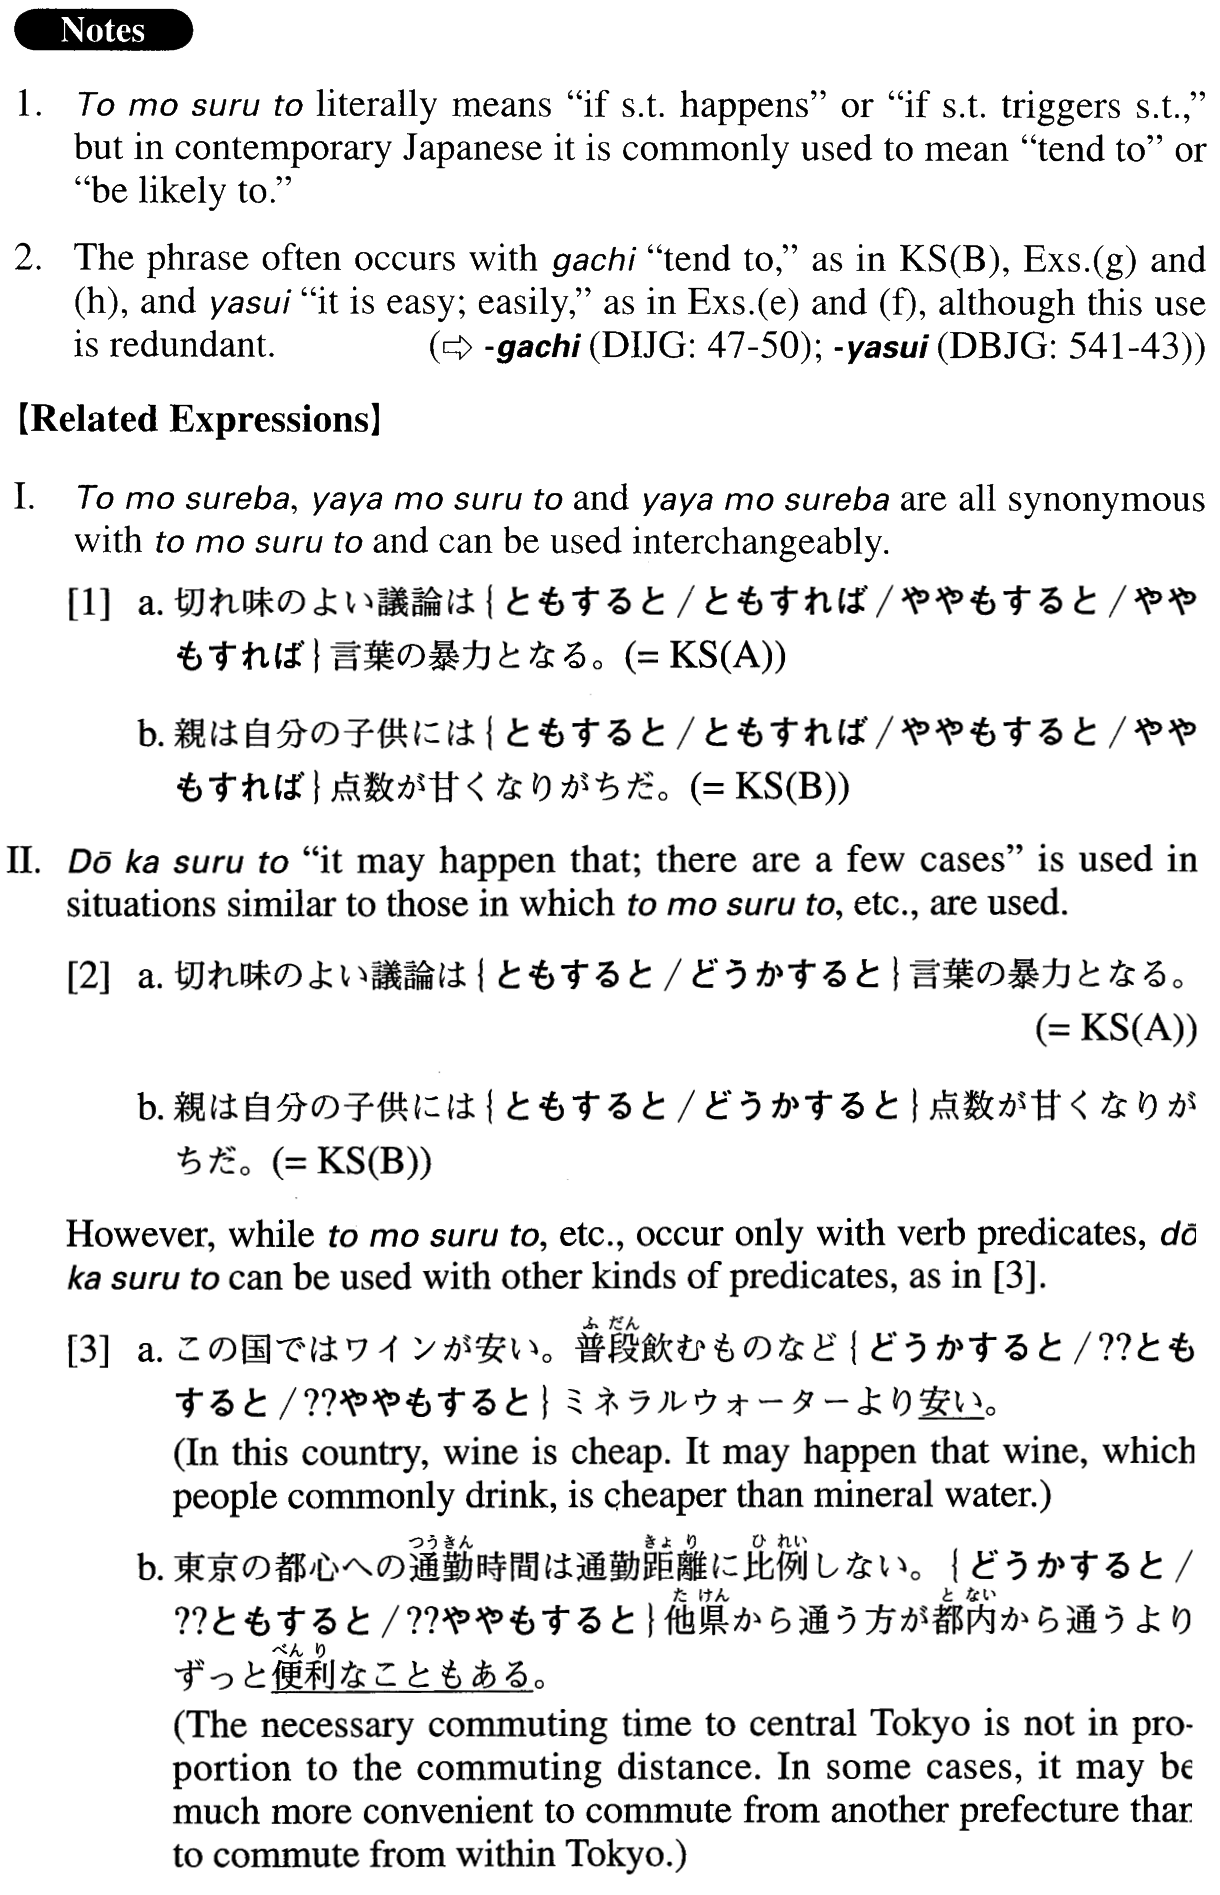 Notes
1. To mo suru to literally means “if s.t. happens” or “if s.t. triggers s.t.,”
but in contemporary Japanese it is commonly used to mean “tend to” or
“be likely to.”
2. The phrase often occurs with gachi “tend to,” as in KS(B), Exs.(g) and
(h), and yasui “it is easy; easily,” as in Exs.(e) and (f), although this use
is redundant. (⇨ -gachi (DIJG: 47-50); -yasui (DBJG: 541-43))
【Related Expressions】
I. To mo sureba, yaya mo suru to and yaya mo sureba are all synonymous
with to mo suru to and can be used interchangeably.
[1] a. 切れ味のよい議論は{ともすると/ともすれば/ややもすると/やや
もすれば}言葉の暴力となる。(= KS(A))
b. 親は自分の子供には{ともすると/ともすれば/ややもすると/やや
もすれば}点数が甘くなりがちだ。(= KS(B))
II. Dō ka suru to “it may happen that; there are a few cases” is used in
situations similar to those in which to mo suru to, etc., are used.
[2] a. 切れ味のよい議論は{ともすると/どうかすると}言葉の暴力となる。
(= KS(A))
b. 親は自分の子供には{ともすると/どうかすると}点数が甘くなりが
ちだ。(= KS(B))
However, while to mo suru to, etc., occur only with verb predicates, dō
ka suru to can be used with other kinds of predicates, as in [3].
ふ だん
[3] a. この国ではワインが安い。普段飲むものなど{どうかすると/??とも
すると/??ややもすると}ミネラルウォーターより安い。
(In this country, wine is cheap. It may happen that wine, which
people commonly drink, is cheaper than mineral water.)
つうきん きょ り ひ れい
b. 東京の都心への通勤時間は通勤距離に比例しない。{どうかすると/
た けん と ない
??ともすると/??ややもすると}他県から通う方が都内から通うより
べん り
ずっと便利なこともある。
(The necessary commuting time to central Tokyo is not in pro-
portion to the commuting distance. In some cases, it may be
much more convenient to commute from another prefecture than
to commute from within Tokyo.)